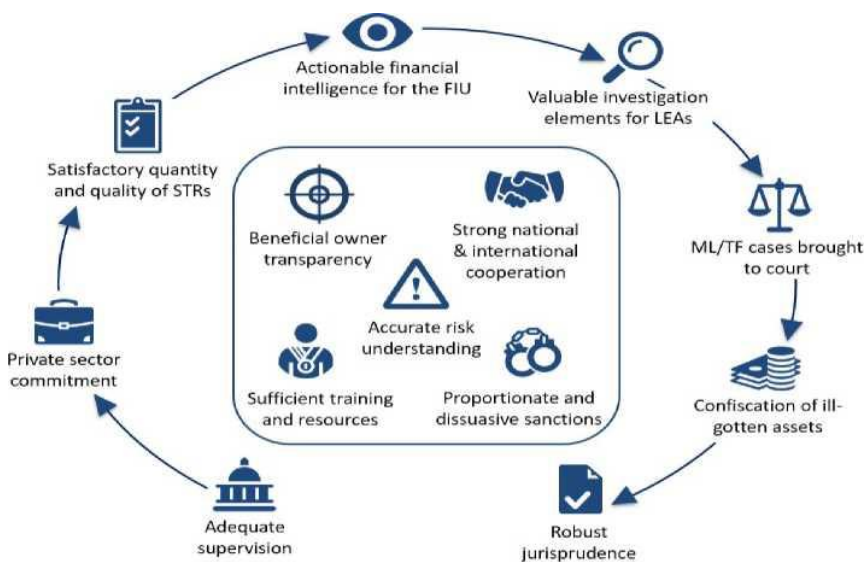 Actionable financial
intelligence for the FIU
Valuable investigation
elements for LEAs
Satisfactory quantity
and quality of STRs
Beneficial owner
transparency
Strong national
& international
cooperation
ML/TF cases brought
to court
Accurate risk
understanding
Private sector
commitment
Sufficient training
and resources
Proportionate and
dissuasive sanctions
Confiscation of ill-
gotten assets
Adequate
supervision
Robust
jurisprudence